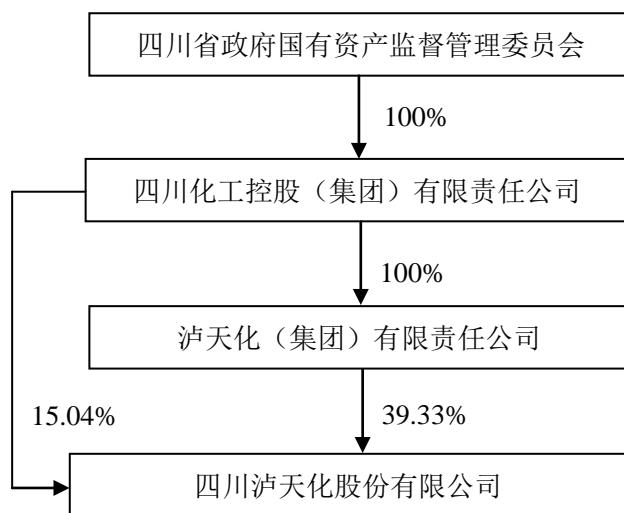 四川省政府国有资产监督管理委员会
100%
四川化工控股（集团）有限责任公司
100%
泸天化（集团）有限责任公司
15.04%
39.33%
四川泸天化股份有限公司